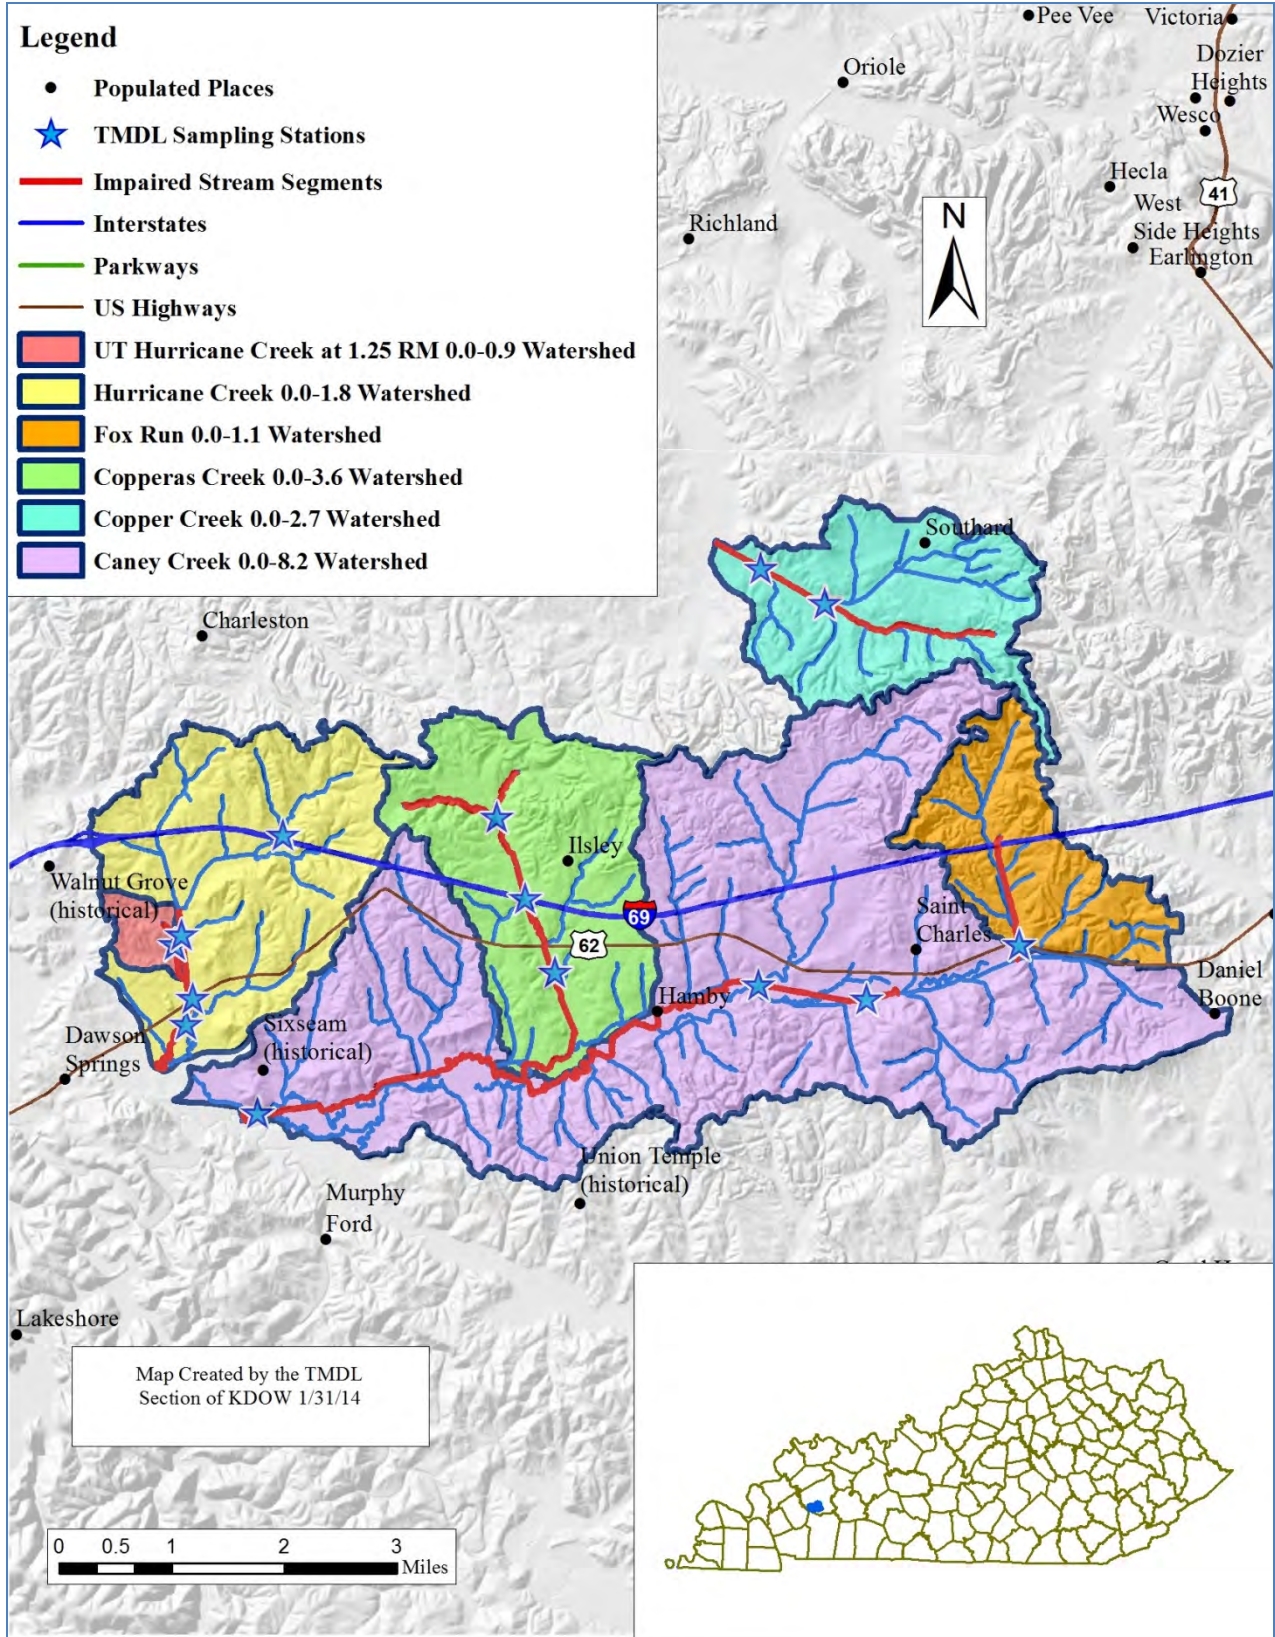 Legend
Populated Places
TMDL Sampling Stations
Impaired Stream Segments
Interstates
Parkways
US Highways
UT Hurricane Creek at 1.25 RM 0.0-0.9 Watershed
Hurricane Creek 0.0-1.8 Watershed
Fox Run 0.0-1.1 Watershed
Copperas Creek 0.0-3.6 Watershed
Copper Creek 0.0-2.7 Watershed
Caney Creek 0.0-8.2 Watershed
Pee Vee
Victoria
Dozier
Heights
Oriole
Wesco
Hecla
41
West
Side Heights
Earlington
Richland
N
Southard
Charleston
Ilsley
Walnut Grove
(historical)
69
62
Saint
Charles
Daniel
Boone
Hamby
Sixseam
(historical)
Dawson
Springs
Union Temple
(historical)
Murphy
Ford
Lakeshore
Map Created by the TMDL
Section of KDOW 1/31/14
0 0.5 1 2 3
Miles